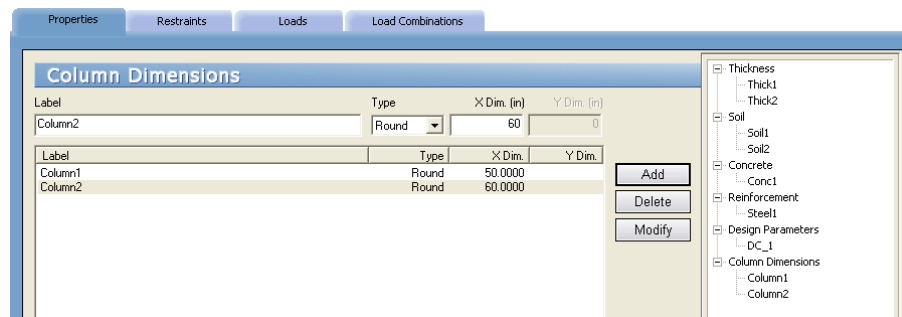 Properties Restraints Loads Load Combinations
Column Dimensions
Label Type X Dim. (in) Y Dim. (in)
Column2 Round 60 0
Label Type X Dim. Y Dim.
Column1 Round 50.0000
Column2 Round 60.0000
Add
Delete
Modify
Thickness
Thick1
Thick2
Soil
Soil1
Soil2
Concrete
Conc1
Reinforcement
Steel1
Design Parameters
DC_1
Column Dimensions
Column1
Column2